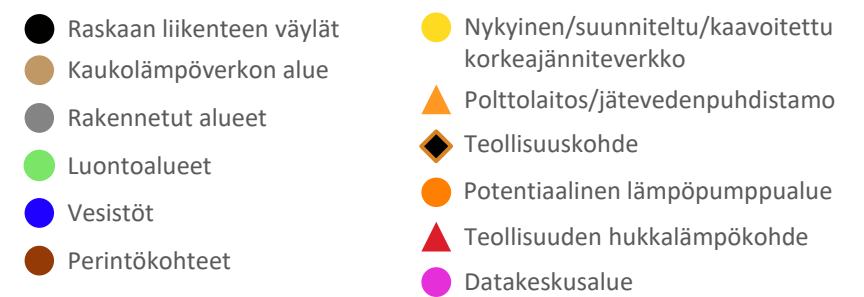 Raskaan liikenteen väylät
Kaukolämpöverkon alue
Rakennetut alueet
Luontoalueet
Vesistöt
Perintökohteet
Nykyinen/suunniteltu/kaavoitettu
korkeajänniteverkko
Polttolaitos/jätevedenpuhdistamo
Teollisuuskohde
Potentiaalinen lämpöpumppualue
Teollisuuden hukkalämpökohde
Datakeskusalue